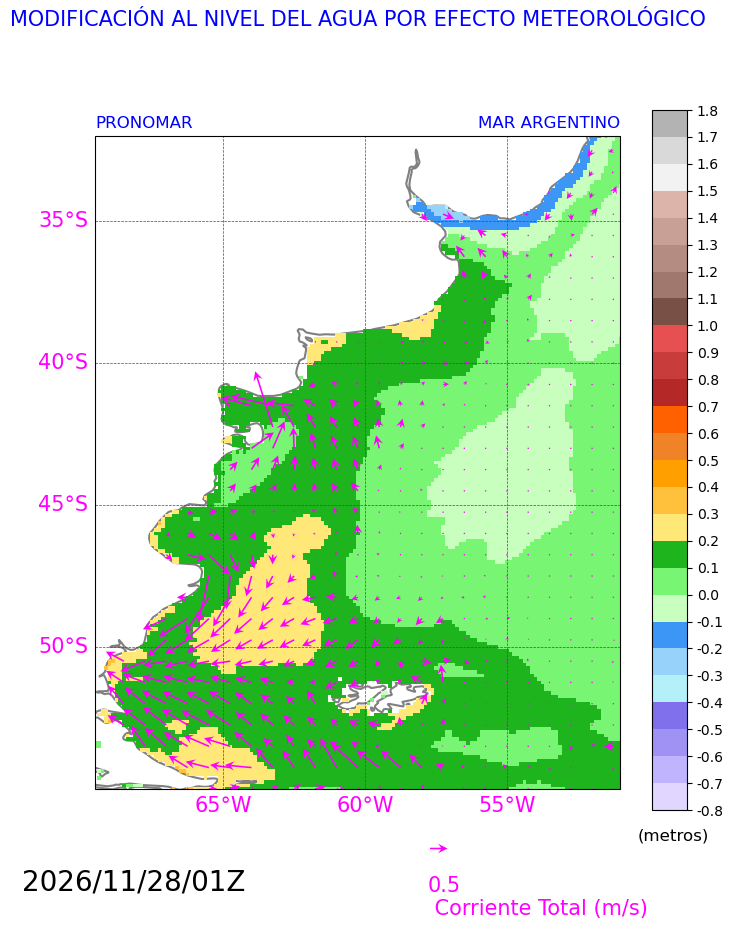 MODIFICACIÓN AL NIVEL DEL AGUA POR EFECTO METEOROLÓGICO
PRONOMAR MAR ARGENTINO
35°S
40°S
45°S
50°S
65°W 60°W 55°W
1.8
1.7
1.6
1.5
1.4
1.3
1.2
1.1
1.0
0.9
0.8
0.7
0.6
0.5
0.4
0.3
0.2
0.1
0.0
-0.1
-0.2
-0.3
-0.4
-0.5
-0.6
-0.7
-0.8
(metros)
2026/11/28/01Z
0.5
Corriente Total (m/s)